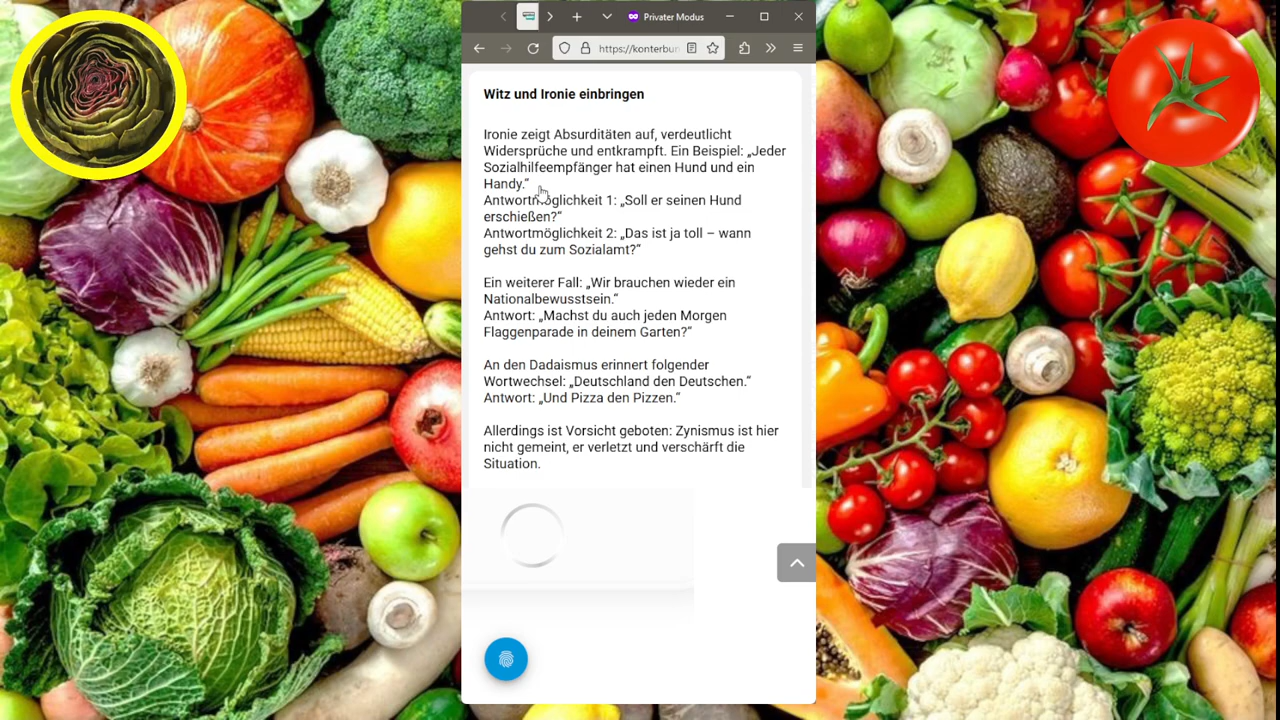 Privater Modus
https://konterbun
Witz und Ironie einbringen
Ironie zeigt Absurditäten auf, verdeutlicht
Widersprüche und entkrampft. Ein Beispiel: „Jeder
Sozialhilfeempfänger hat einen Hund und ein
Handy.“
Antwortmöglichkeit 1: „Soll er seinen Hund
erschießen?“
Antwortmöglichkeit 2: „Das ist ja toll – wann
gehst du zum Sozialamt?“
Ein weiterer Fall: „Wir brauchen wieder ein
Nationalbewusstsein.“
Antwort: „Machst du auch jeden Morgen
Flaggenparade in deinem Garten?“
An den Dadaismus erinnert folgender
Wortwechsel: „Deutschland den Deutschen.“
Antwort: „Und Pizza den Pizzen.“
Allerdings ist Vorsicht geboten: Zynismus ist hier
nicht gemeint, er verletzt und verschärft die
Situation.